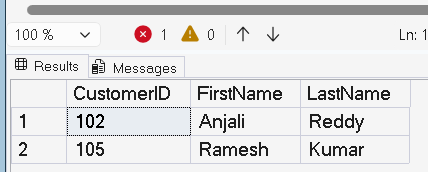 100 % 1 0 Ln: 1
Results Messages
CustomerID FirstName LastName
1 102 Anjali Reddy
2 105 Ramesh Kumar